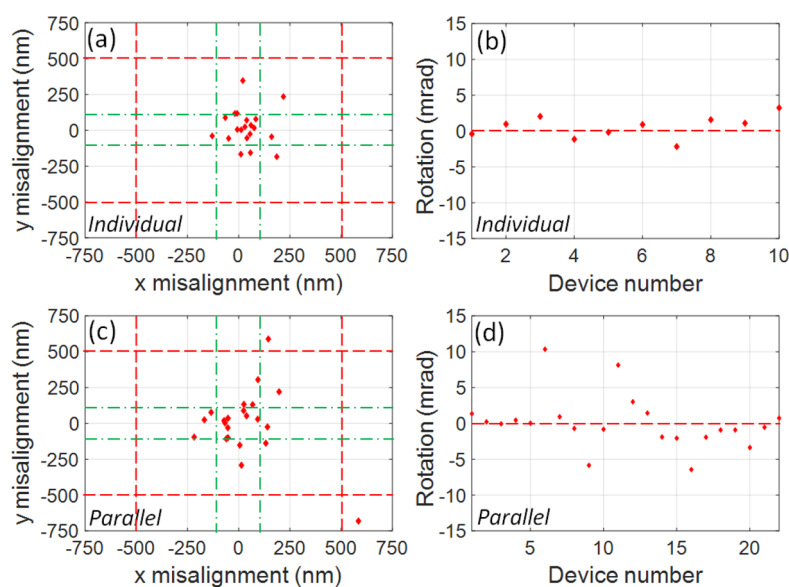 (a)
750
500
250
0
-250
-500
-750
y misalignment (nm)
Individual
-750 -500 -250 0 250 500 750
x misalignment (nm)
(b)
15
10
5
0
-5
-10
-15
Rotation (mrad)
Individual
2 4 6 8 10
Device number
(c)
750
500
250
0
-250
-500
-750
y misalignment (nm)
Parallel
-750 -500 -250 0 250 500 750
x misalignment (nm)
(d)
15
10
5
0
-5
-10
-15
Rotation (mrad)
Parallel
5 10 15 20
Device number